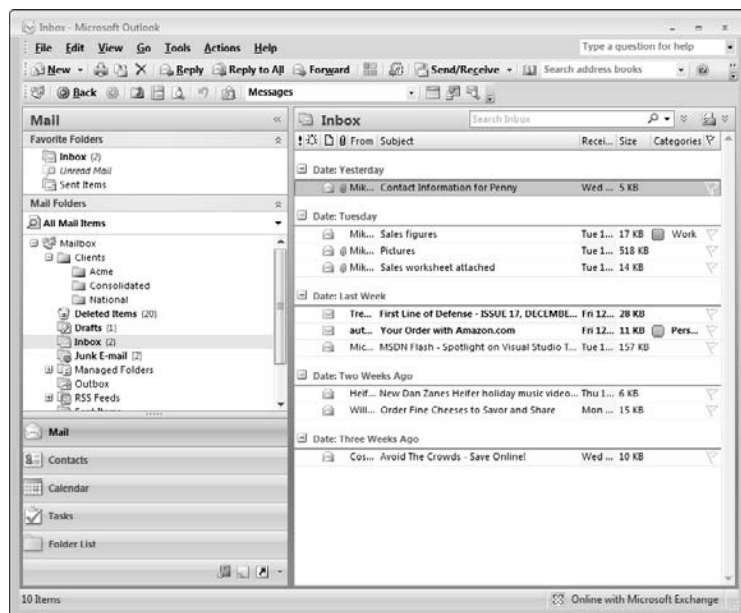 Inbox - Microsoft Outlook
File Edit View Go Tools Actions Help
Type a question for help
New Reply Reply to All Forward Send/Receive Search address books
Back Messages
Mail
Favorite Folders
Inbox (2)
Unread Mail
Sent Items
Mail Folders
All Mail Items
Mailbox
Clients
Acme
Consolidated
National
Deleted Items (20)
Drafts [1]
Inbox (2)
Junk E-mail [2]
Managed Folders
Outbox
RSS Feeds
Sent Items
Mail
Contacts
Calendar
Tasks
Folder List
Inbox
Search Inbox
From Subject Recei... Size Categories
Date: Yesterday
Mik... Contact Information for Penny Wed ... 5 KB
Date: Tuesday
Mik... Sales figures Tue 1... 17 KB Work
Mik... Pictures Tue 1... 518 KB
Mik... Sales worksheet attached Tue 1... 14 KB
Date: Last Week
Tre... First Line of Defense - ISSUE 17, DECEMBE... Fri 12... 28 KB
aut... Your Order with Amazon.com Fri 12... 11 KB Pers...
Mic... MSDN Flash - Spotlight on Visual Studio T... Tue 1... 157 KB
Date: Two Weeks Ago
Heif... New Dan Zanes Heifer holiday music video... Thu 1... 6 KB
Will... Order Fine Cheeses to Savor and Share Mon ... 15 KB
Date: Three Weeks Ago
Cos... Avoid The Crowds - Save Online! Wed ... 10 KB
10 Items
Online with Microsoft Exchange